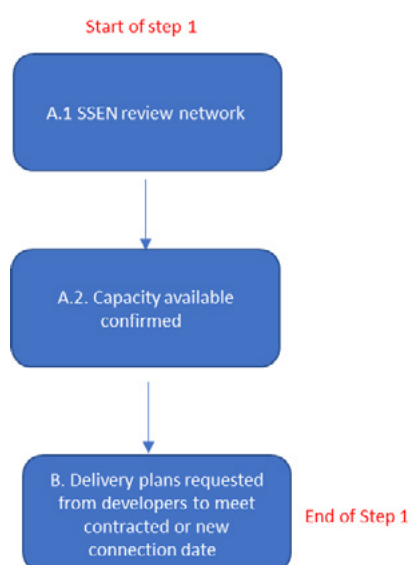 Start of step 1
A.1 SSEN review network
A.2. Capacity available
confirmed
B. Delivery plans requested
from developers to meet
contracted or new
connection date
End of Step 1